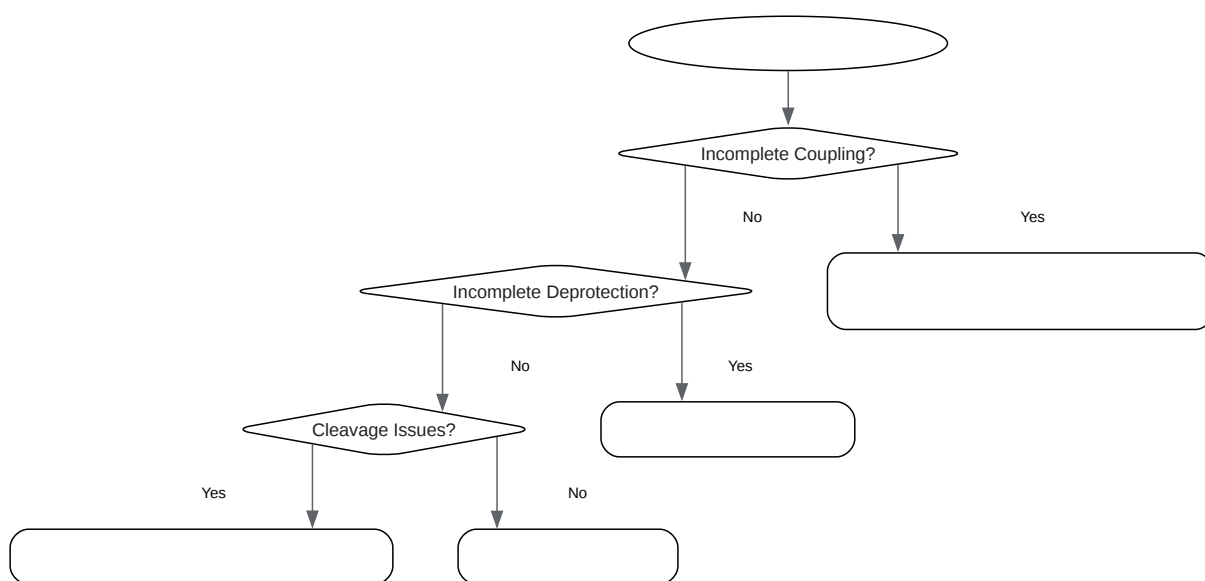 Incomplete Coupling?
No
Yes
Incomplete Deprotection?
No
Yes
Cleavage Issues?
Yes
No